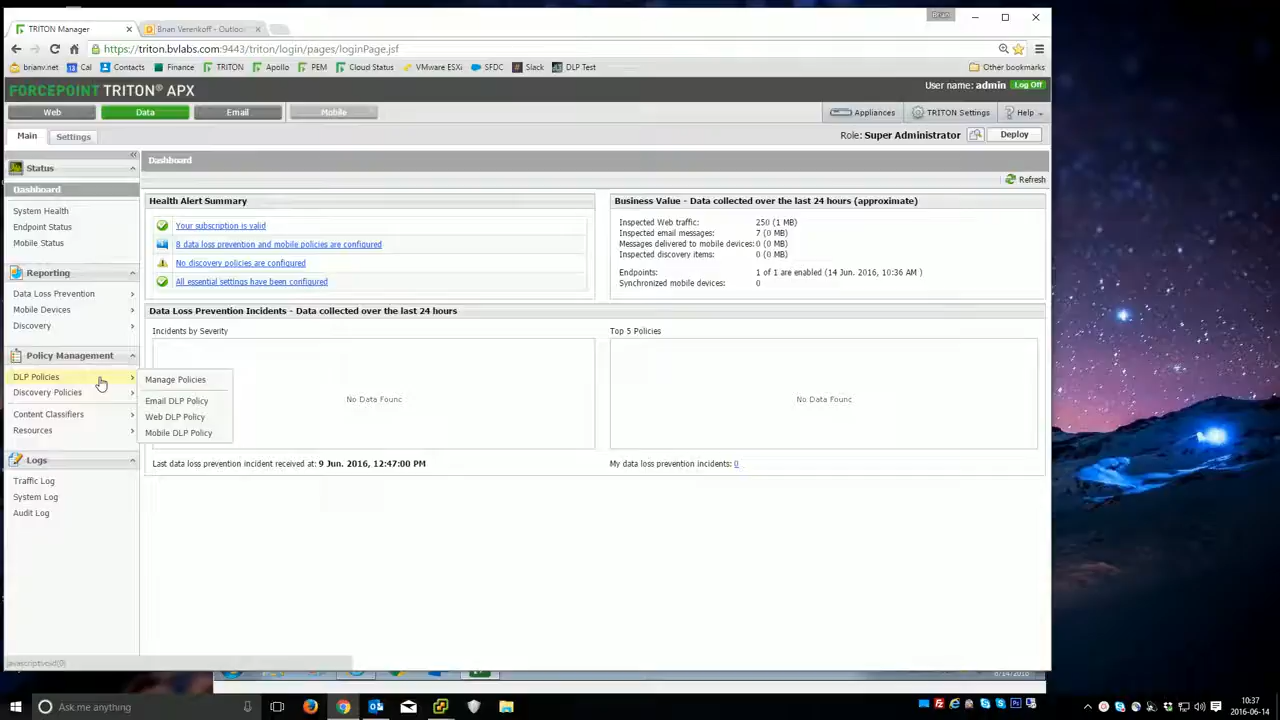 TRITON Manager
Brian Verenkoff - Outloo
Brian
https://triton.bvlabs.com:9443/triton/login/pages/loginPage.jsf
brianv.net
Cal
Contacts
Finance
TRITON
Apollo
PEM
Cloud Status
VMware ESXi
SFDC
Slack
DLP Test
Other bookmarks
FORCEPOINT TRITON® APX
User name: admin
Log Off
Web
Data
Email
Mobile
Appliances
TRITON Settings
Help
Main
Settings
Role: Super Administrator
Deploy
Status
Dashboard
System Health
Endpoint Status
Mobile Status
Reporting
Data Loss Prevention
Mobile Devices
Discovery
Policy Management
DLP Policies
Discovery Policies
Content Classifiers
Resources
Logs
Traffic Log
System Log
Audit Log
Manage Policies
Email DLP Policy
Web DLP Policy
Mobile DLP Policy
Dashboard
Refresh
Health Alert Summary
Your subscription is valid
8 data loss prevention and mobile policies are configured
No discovery policies are configured
All essential settings have been configured
Business Value - Data collected over the last 24 hours (approximate)
Inspected Web traffic: 250 (1 MB)
Inspected email messages: 7 (0 MB)
Messages delivered to mobile devices: 0 (0 MB)
Inspected discovery items: 0 (0 MB)
Endpoints: 1 of 1 are enabled (14 Jun. 2016, 10:36 AM )
Synchronized mobile devices: 0
Data Loss Prevention Incidents - Data collected over the last 24 hours
Incidents by Severity
No Data Found
Top 5 Policies
No Data Found
Last data loss prevention incident received at: 9 Jun. 2016, 12:47:00 PM
My data loss prevention incidents: 0
javascript:void(0)
6/14/2016
Ask me anything
10:37
2016-06-14